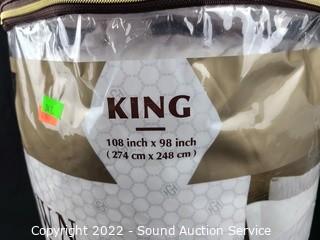 KING
108 inch x 98 inch
( 274 cm x 248 cm )
Copyright 2022 - Sound Auction Service